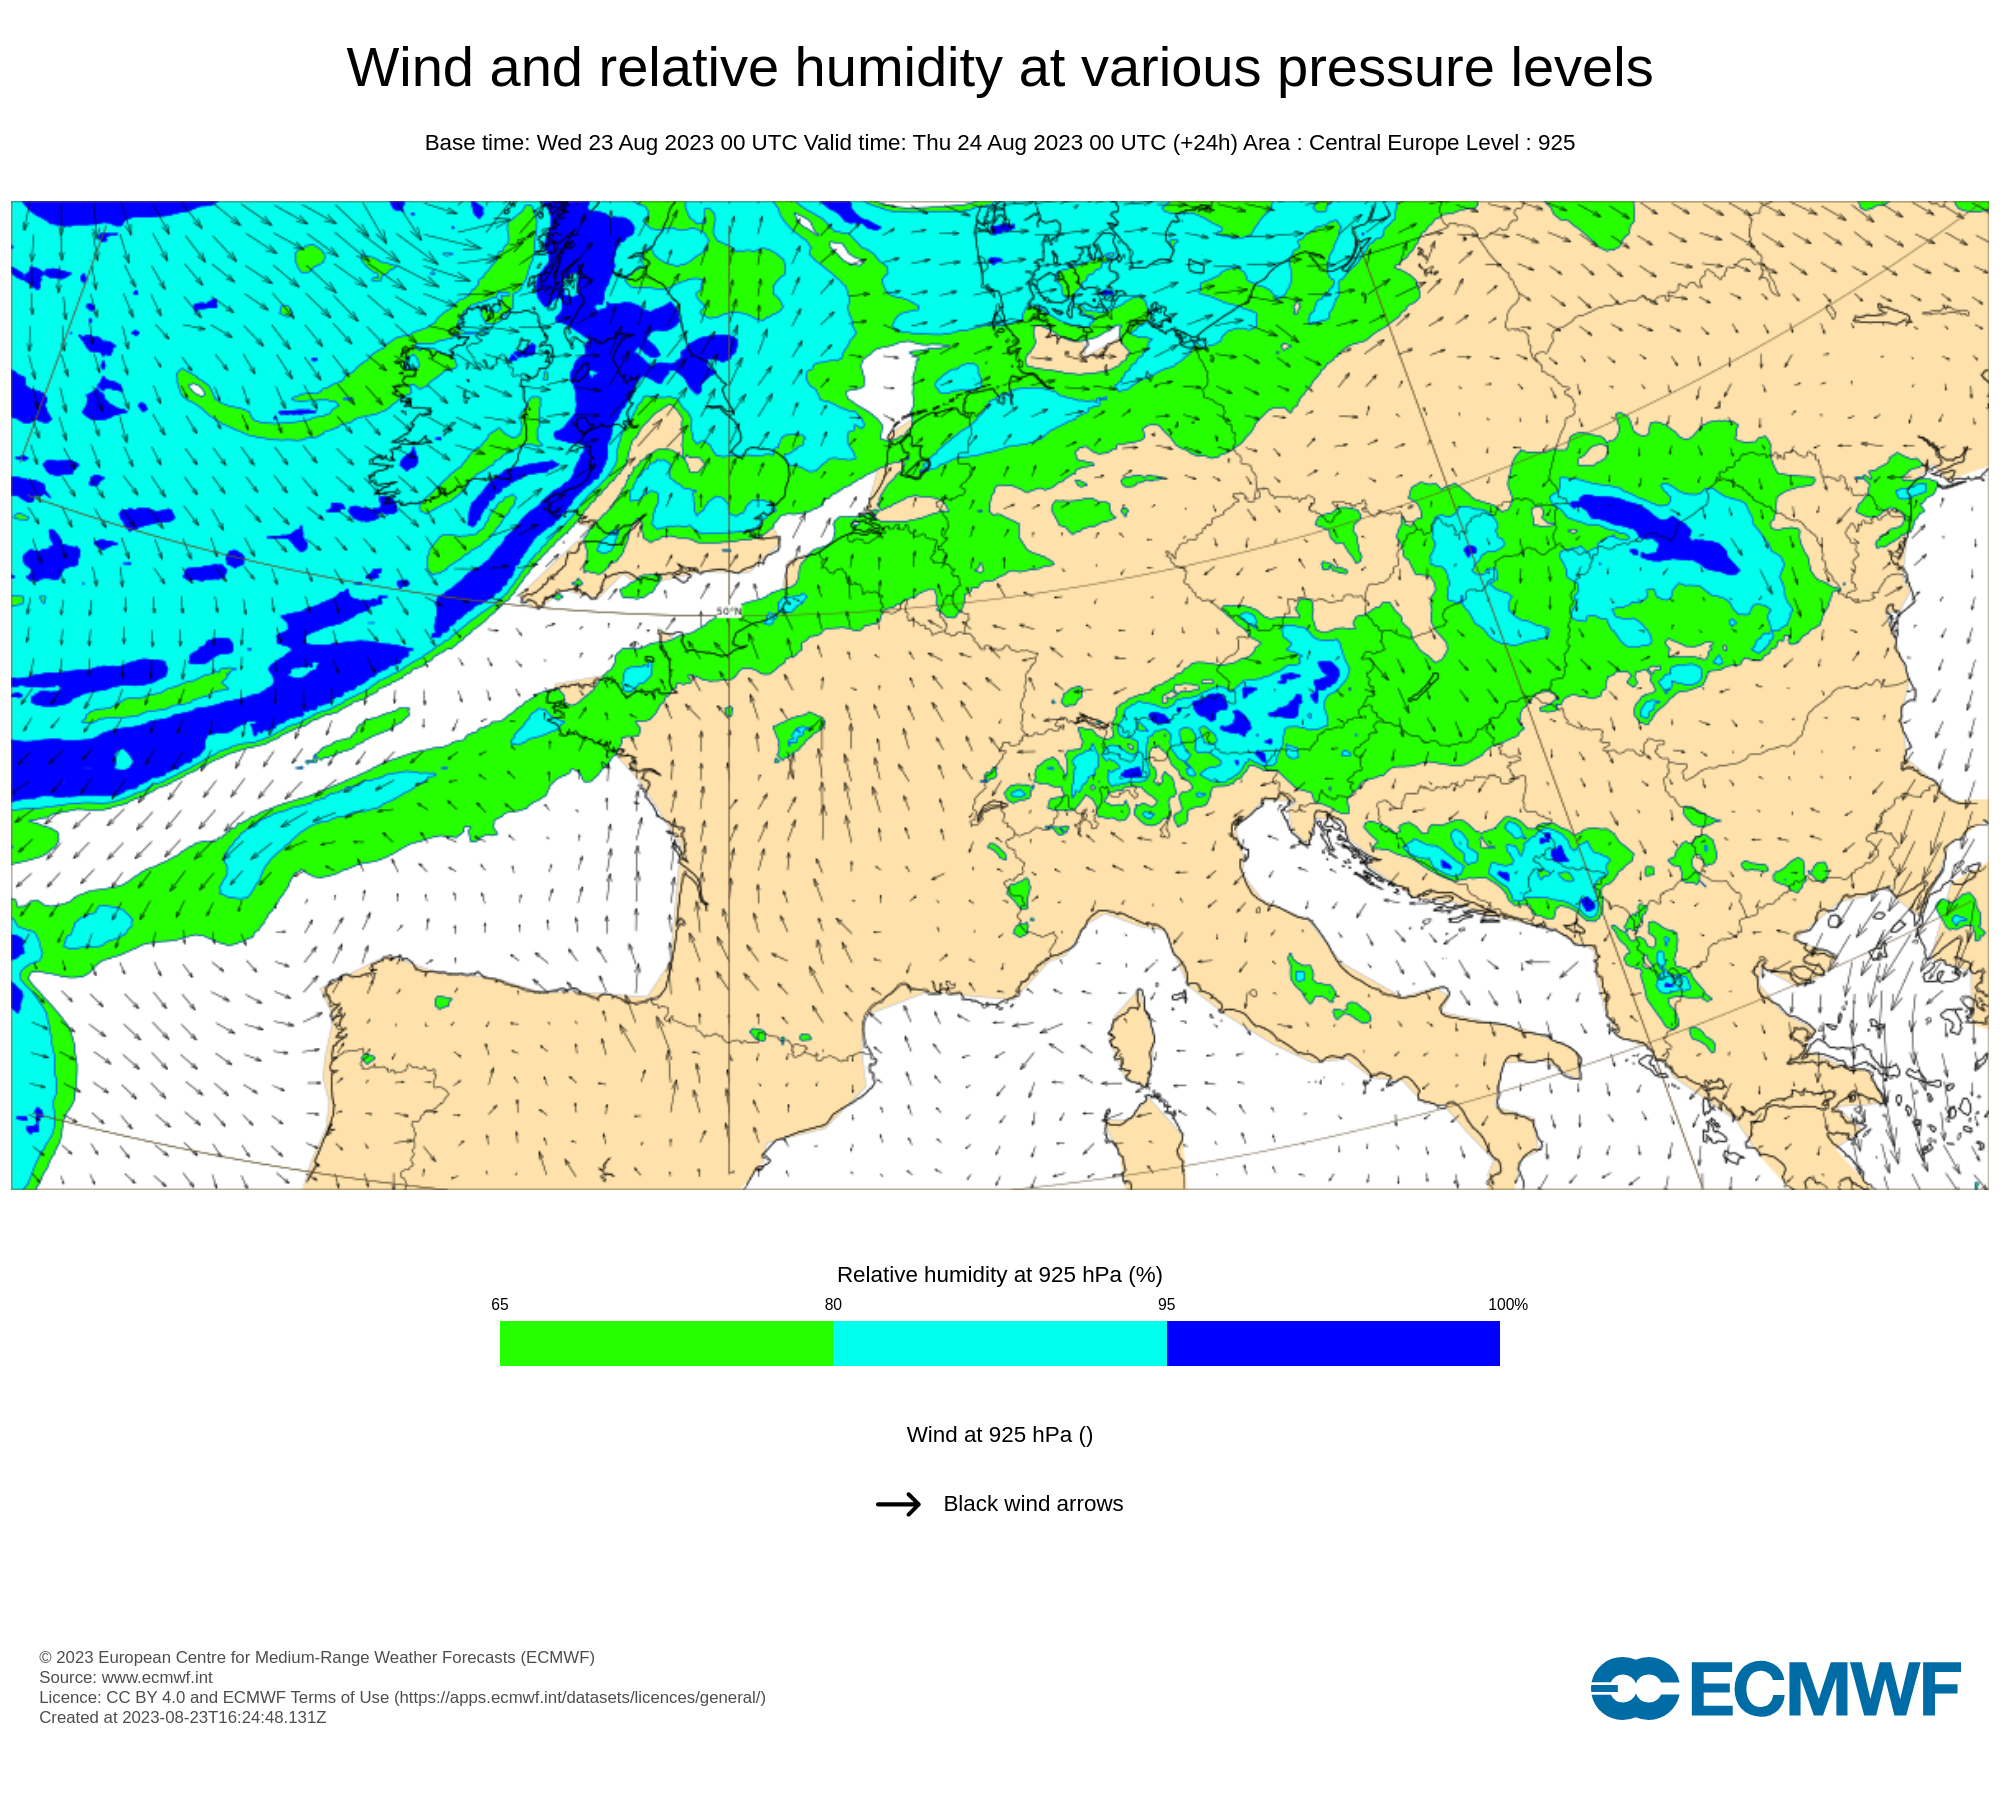 Wind and relative humidity at various pressure levels
Base time: Wed 23 Aug 2023 00 UTC Valid time: Thu 24 Aug 2023 00 UTC (+24h) Area : Central Europe Level : 925
50°N
Relative humidity at 925 hPa (%)
65 80 95 100%
Wind at 925 hPa ()
Black wind arrows
© 2023 European Centre for Medium-Range Weather Forecasts (ECMWF)
Source: www.ecmwf.int
Licence: CC BY 4.0 and ECMWF Terms of Use (https://apps.ecmwf.int/datasets/licences/general/)
Created at 2023-08-23T16:24:48.131Z
ECMWF